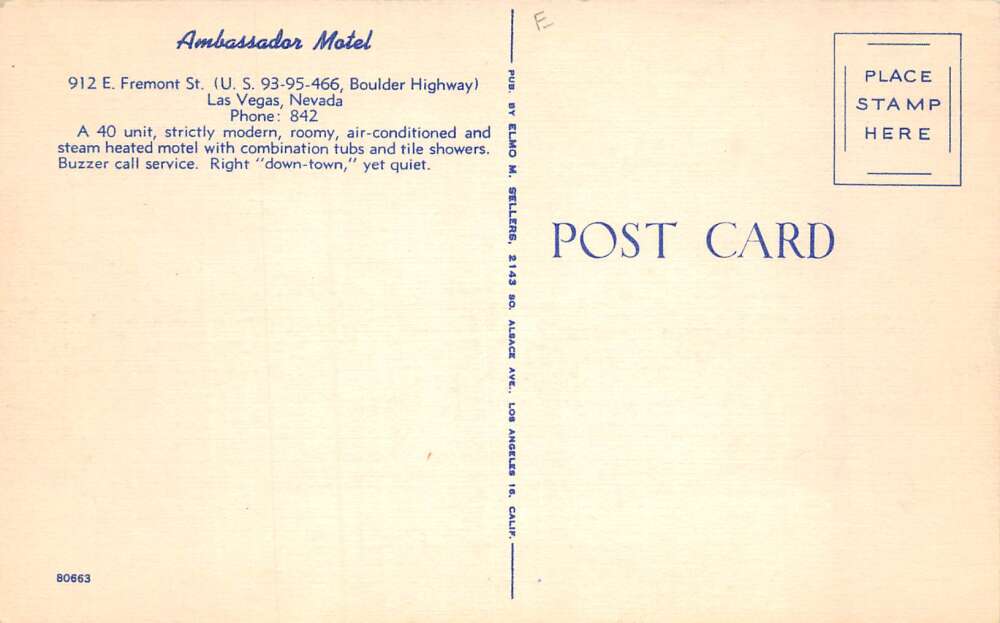 Ambassador Motel
912 E. Fremont St. (U. S. 93-95-466, Boulder Highway)
Las Vegas, Nevada
Phone: 842
A 40 unit, strictly modern, roomy, air-conditioned and
steam heated motel with combination tubs and tile showers.
Buzzer call service. Right "down-town," yet quiet.
80663
PUB. BY ELMO M. SELLERS, 2143 SO. ALSACE AVE., LOS ANGELES 16, CALIF.
E
PLACE
STAMP
HERE
POST CARD